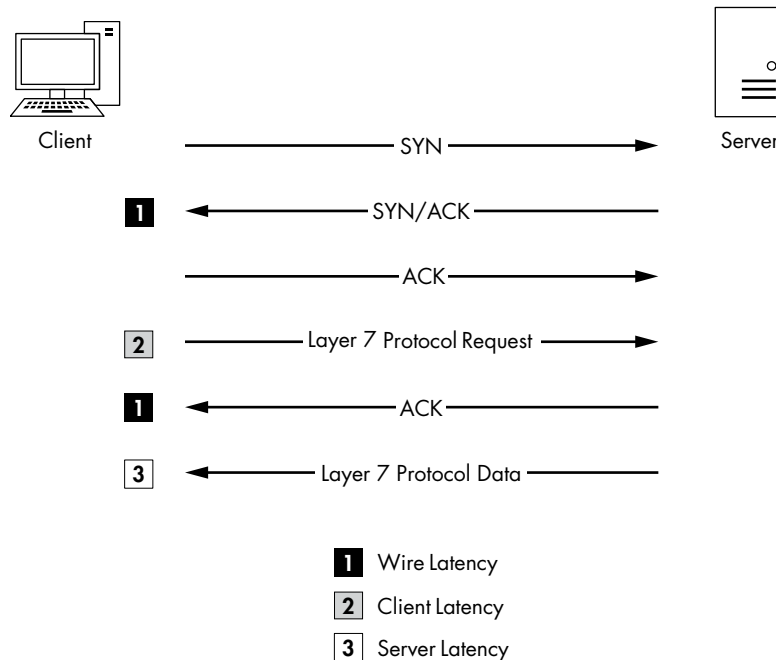 Client
Server
SYN
1 SYN/ACK
ACK
2 Layer 7 Protocol Request
1 ACK
3 Layer 7 Protocol Data
1 Wire Latency
2 Client Latency
3 Server Latency